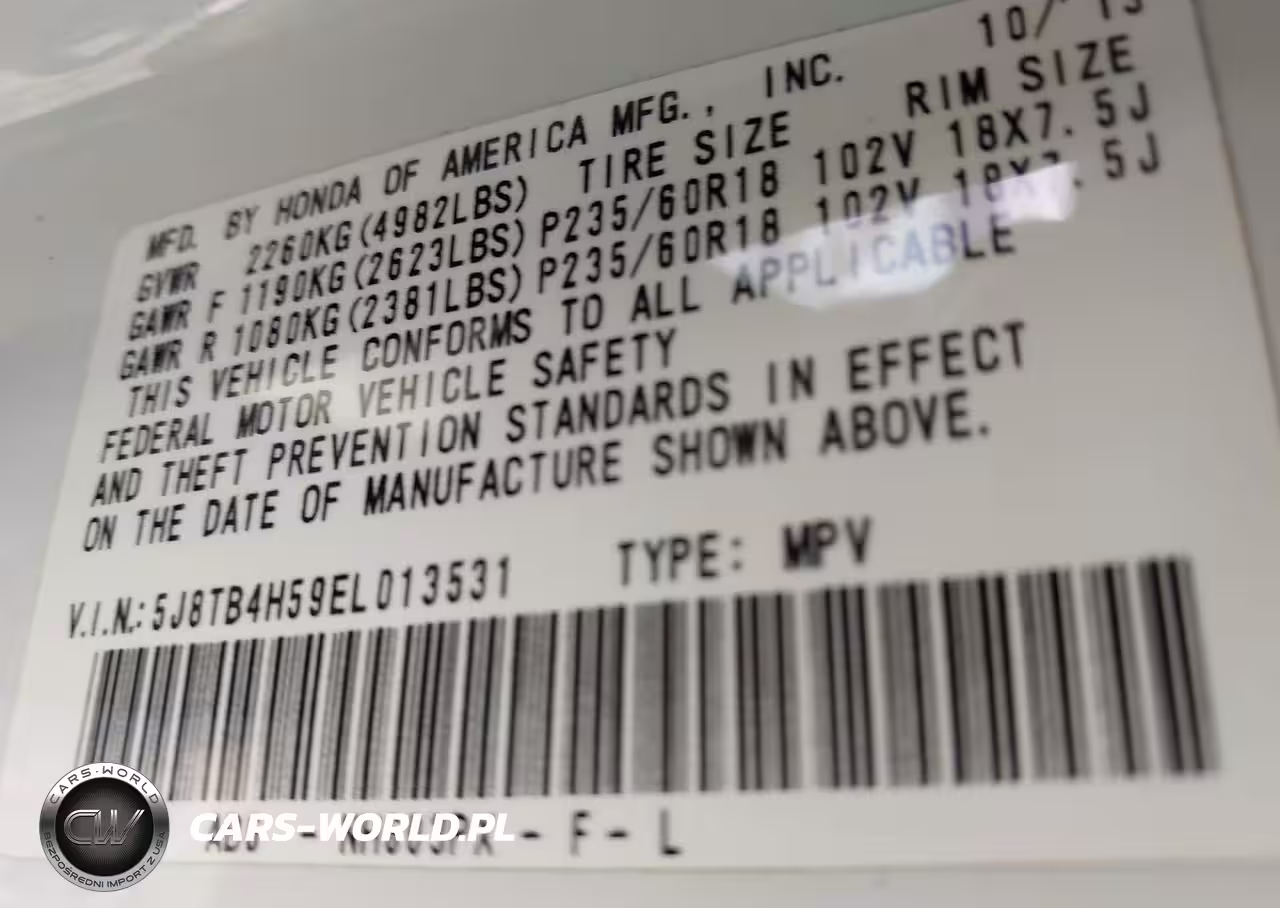 10/ 13
MFD. BY HONDA OF AMERICA MFG., INC.
GVWR 2260KG(4982LBS) TIRE SIZE RIM SIZE
GAWR F 1190KG(2623LBS) P235/60R18 102V 18X7.5J
GAWR R 1080KG(2381LBS) P235/60R18 102V 18X7.5J
THIS VEHICLE CONFORMS TO ALL APPLICABLE
FEDERAL MOTOR VEHICLE SAFETY
AND THEFT PREVENTION STANDARDS IN EFFECT
ON THE DATE OF MANUFACTURE SHOWN ABOVE.
V.I.N.: 5J8TB4H59EL013531 TYPE: MPV
- F - L
CARS-WORLD.PL
CARS-WORLD
CW
BEZPOŚREDNI IMPORT Z USA